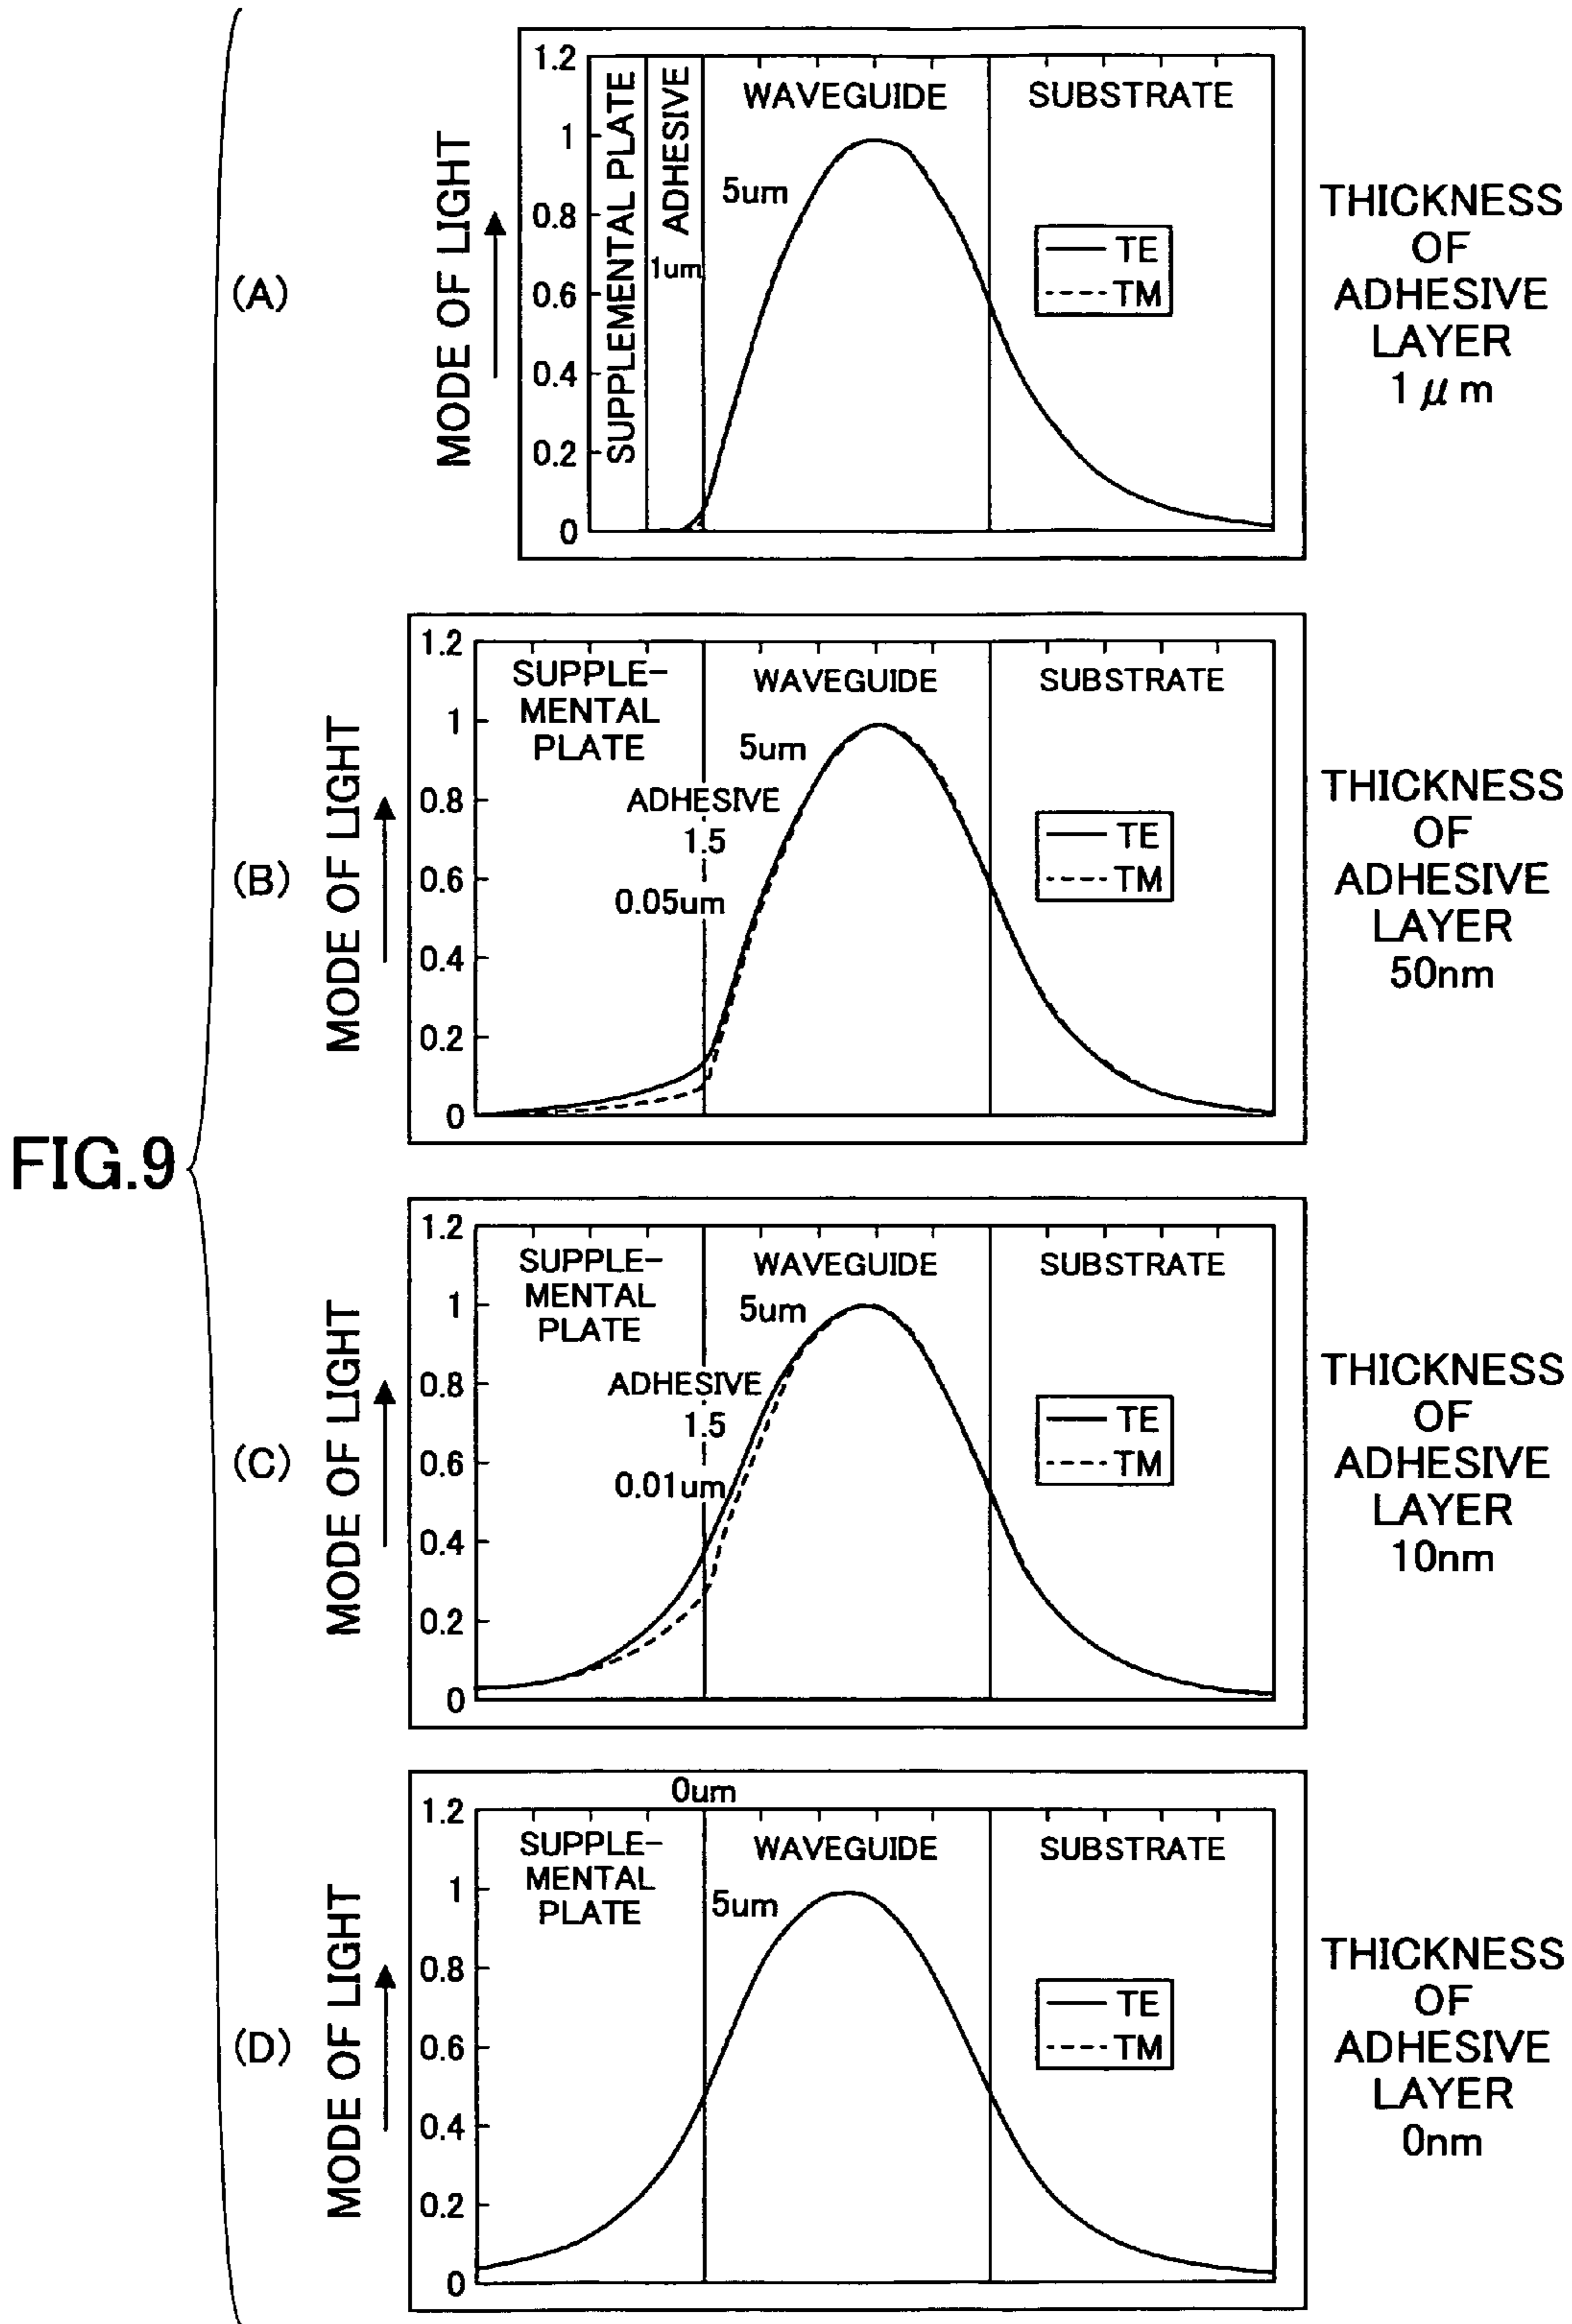 FIG.9
(A)
MODE OF LIGHT
1.2
1
0.8
0.6
0.4
0.2
0
SUPPLEMENTAL PLATE
ADHESIVE
1um
WAVEGUIDE
5um
SUBSTRATE
TE
TM
THICKNESS
OF
ADHESIVE
LAYER
1μm
(B)
MODE OF LIGHT
1.2
1
0.8
0.6
0.4
0.2
0
SUPPLE-
MENTAL
PLATE
ADHESIVE
1.5
0.05um
WAVEGUIDE
5um
SUBSTRATE
TE
TM
THICKNESS
OF
ADHESIVE
LAYER
50nm
(C)
MODE OF LIGHT
1.2
1
0.8
0.6
0.4
0.2
0
SUPPLE-
MENTAL
PLATE
ADHESIVE
1.5
0.01um
WAVEGUIDE
5um
SUBSTRATE
TE
TM
THICKNESS
OF
ADHESIVE
LAYER
10nm
(D)
MODE OF LIGHT
0um
1.2
1
0.8
0.6
0.4
0.2
0
SUPPLE-
MENTAL
PLATE
WAVEGUIDE
5um
SUBSTRATE
TE
TM
THICKNESS
OF
ADHESIVE
LAYER
0nm